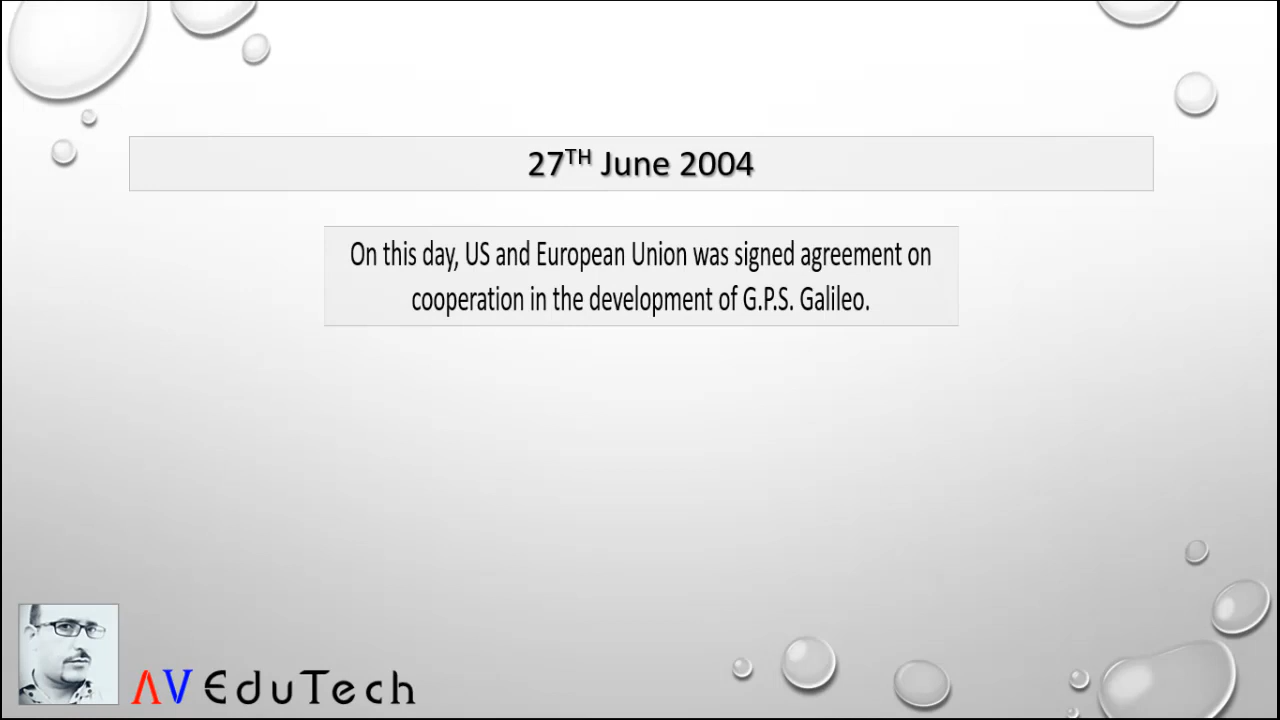 27TH June 2004
On this day, US and European Union was signed agreement on
cooperation in the development of G.P.S. Galileo.
AV EduTech